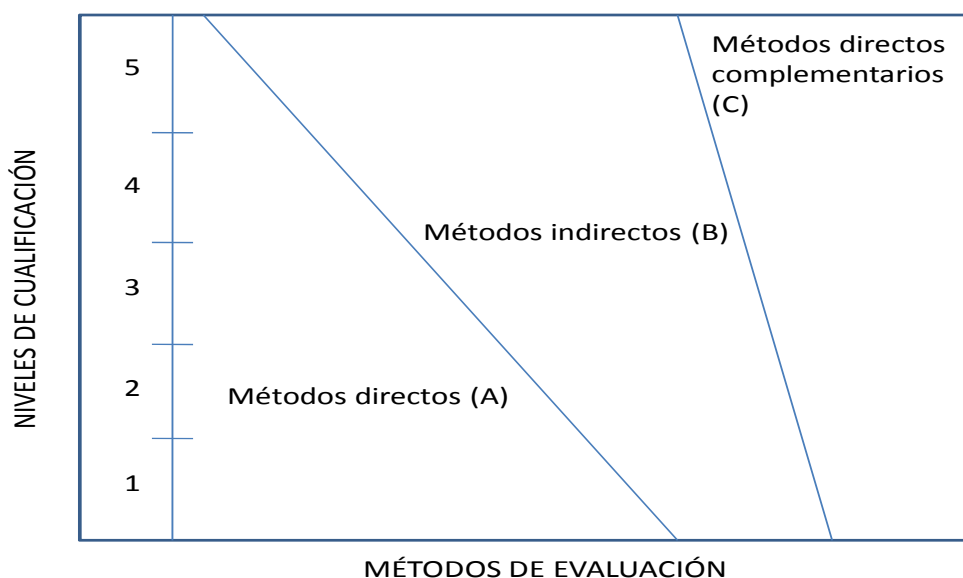 NIVELES DE CUALIFICACIÓN
5
4
3
2
1
Métodos directos
complementarios
(C)
Métodos indirectos (B)
Métodos directos (A)
MÉTODOS DE EVALUACIÓN